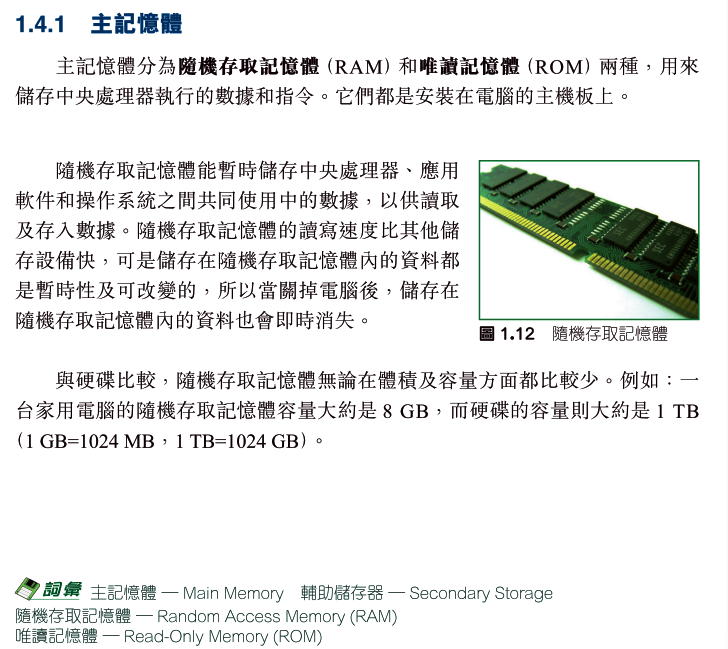 1.4.1 主記憶體
主記憶體分為隨機存取記憶體（RAM）和唯讀記憶體（ROM）兩種，用來
儲存中央處理器執行的數據和指令。它們都是安裝在電腦的主機板上。
隨機存取記憶體能暫時儲存中央處理器、應用
軟件和操作系統之間共同使用中的數據，以供讀取
及存入數據。隨機存取記憶體的讀寫速度比其他儲
存設備快，可是儲存在隨機存取記憶體內的資料都
是暫時性及可改變的，所以當關掉電腦後，儲存在
隨機存取記憶體內的資料也會即時消失。
圖 1.12 隨機存取記憶體
與硬碟比較，隨機存取記憶體無論在體積及容量方面都比較少。例如：一
台家用電腦的隨機存取記憶體容量大約是 8 GB，而硬碟的容量則大約是 1 TB
（1 GB=1024 MB，1 TB=1024 GB）。
詞彙 主記憶體 — Main Memory 輔助儲存器 — Secondary Storage
隨機存取記憶體 — Random Access Memory (RAM)
唯讀記憶體 — Read-Only Memory (ROM)